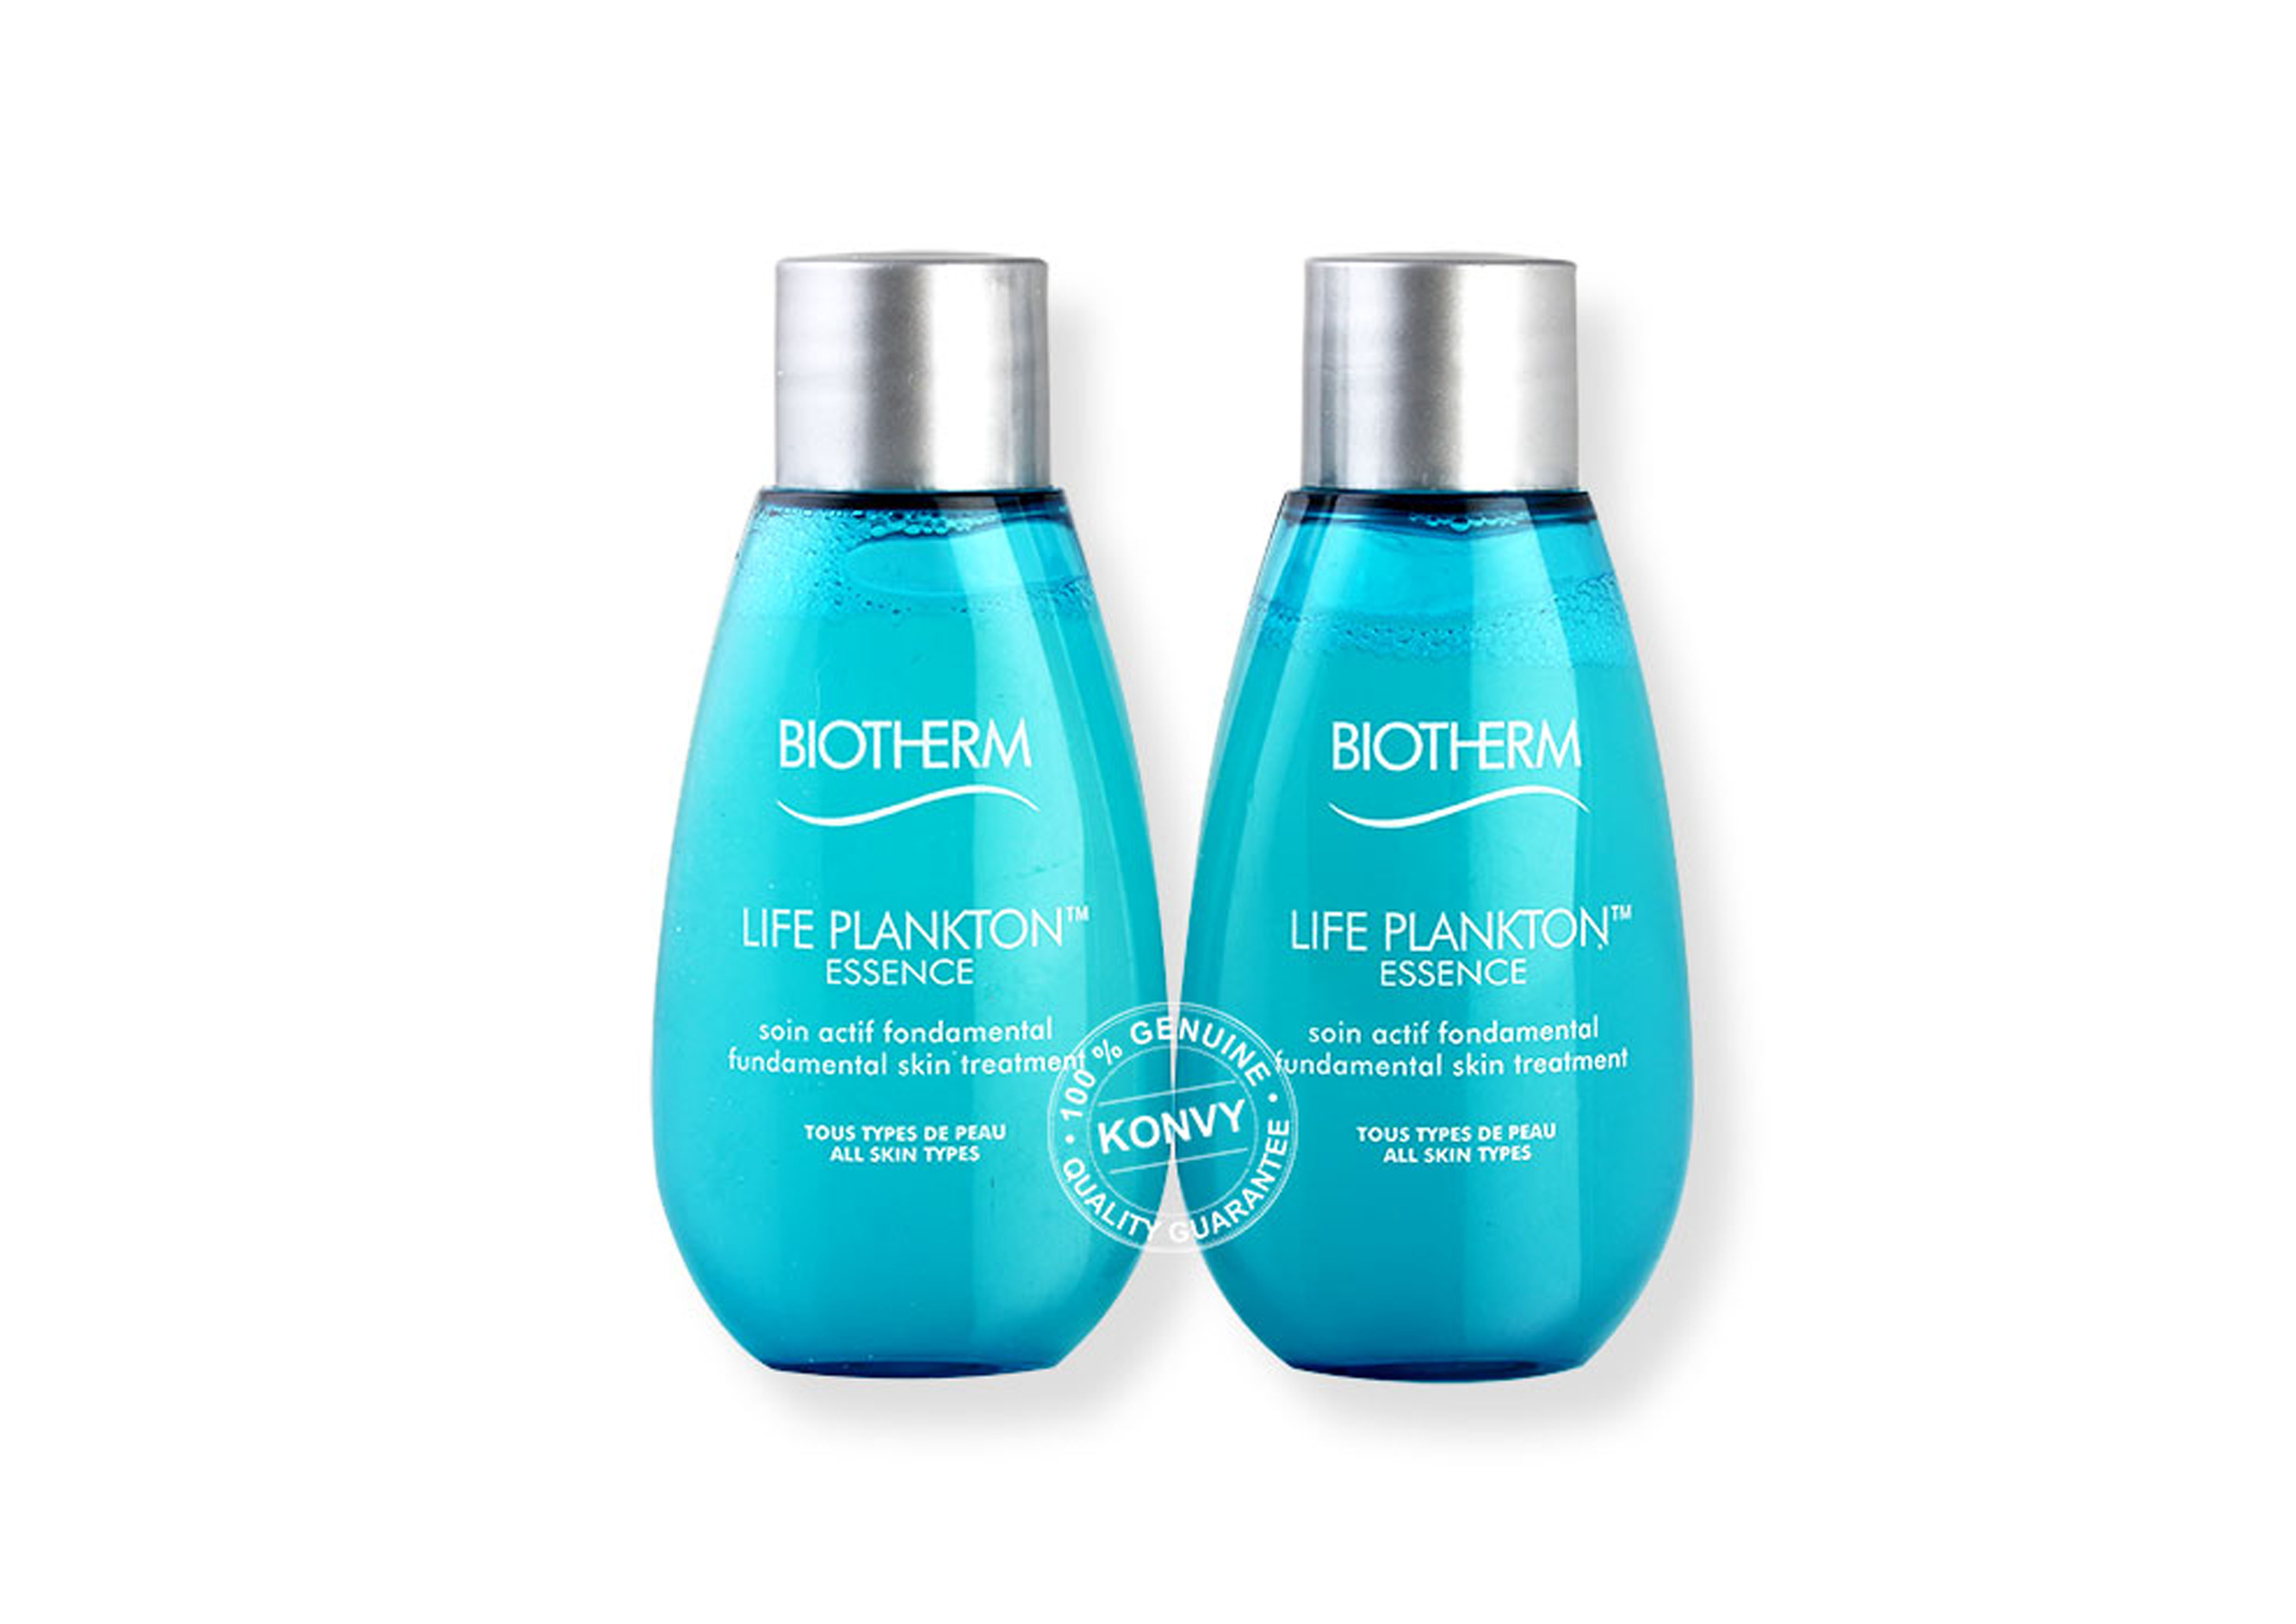 BIOTHERM
LIFE PLANKTON™
ESSENCE
soin actif fondamental
fundamental skin treatment
TOUS TYPES DE PEAU
ALL SKIN TYPES
BIOTHERM
LIFE PLANKTON™
ESSENCE
soin actif fondamental
fundamental skin treatment
TOUS TYPES DE PEAU
ALL SKIN TYPES
100 % GENUINE
KONVY
QUALITY GUARANTEE